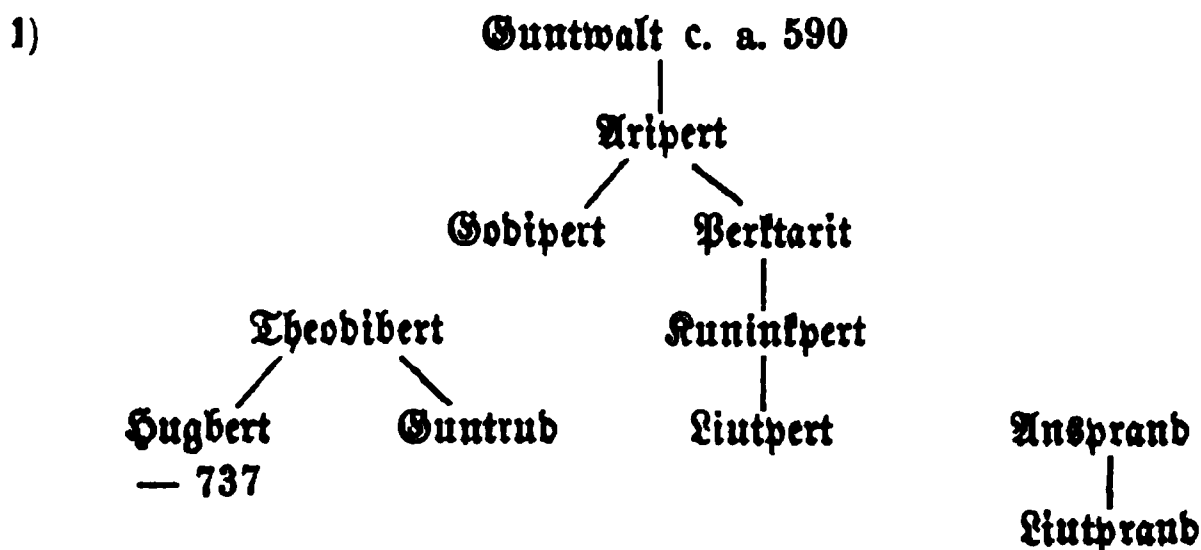 1) Guntwalt c. a. 590
Aripert
Godipert Perktarit
Theodibert Kuninkpert
Hugbert Guntrud Liutpert Ansprand
— 737
Liutprand